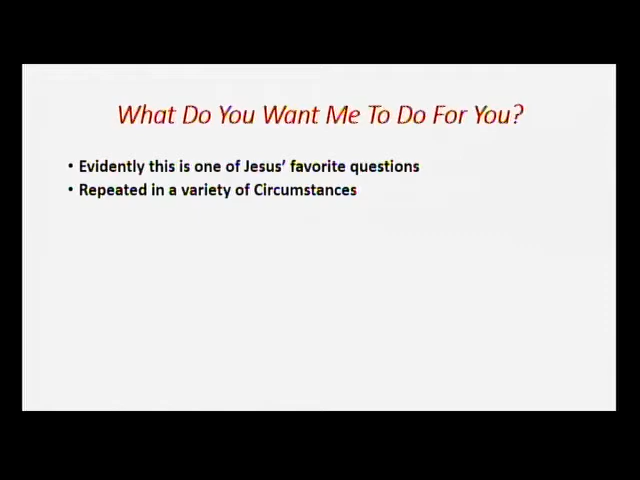 What Do You Want Me To Do For You?
• Evidently this is one of Jesus’ favorite questions
• Repeated in a variety of Circumstances